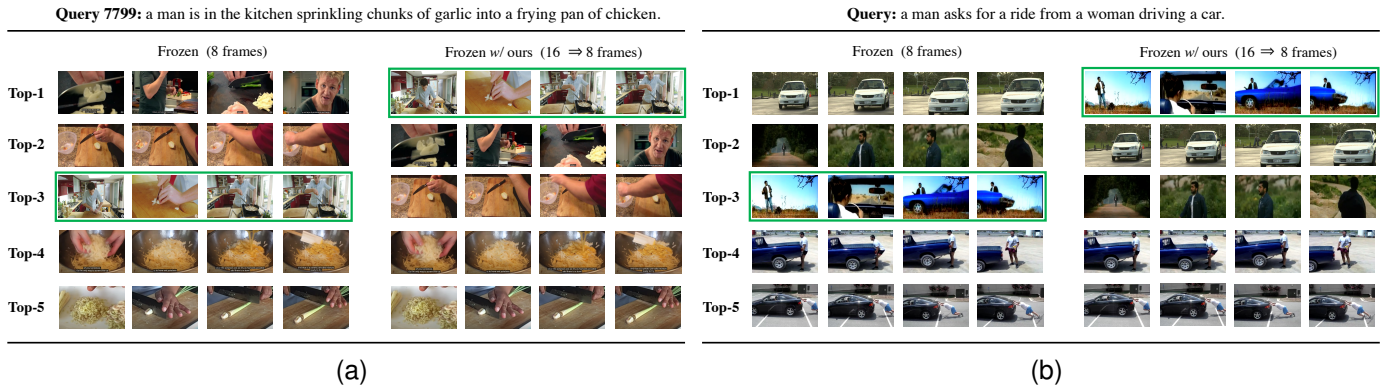 Query 7799: a man is in the kitchen sprinkling chunks of garlic into a frying pan of chicken.
Frozen (8 frames)
Frozen w/ ours (16 ⇒ 8 frames)
Top-1
Top-2
Top-3
Top-4
Top-5
(a)
Query: a man asks for a ride from a woman driving a car.
Frozen (8 frames)
Frozen w/ ours (16 ⇒ 8 frames)
Top-1
Top-2
Top-3
Top-4
Top-5
(b)